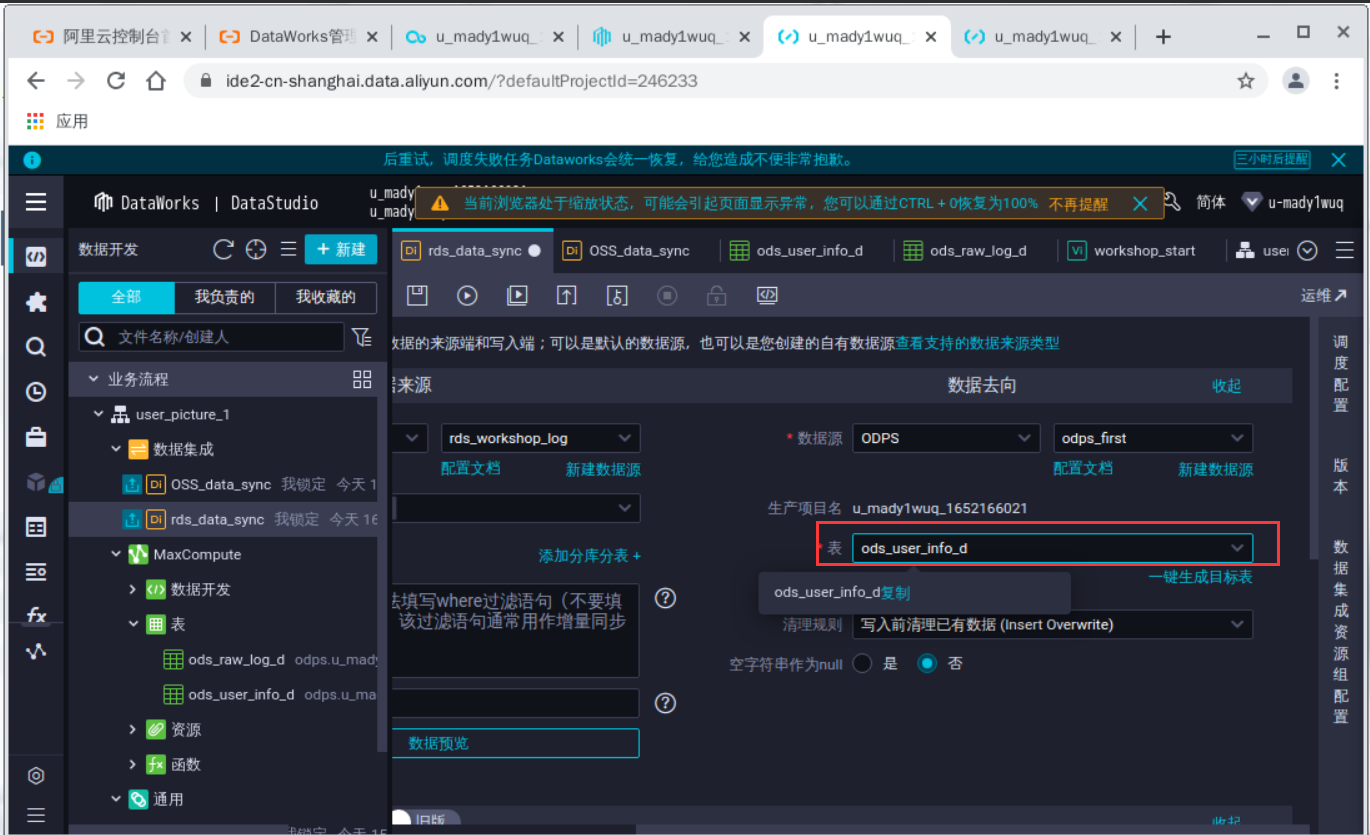 阿里云控制台首
DataWorks管理
u_mady1wuq_
u_mady1wuq_
u_mady1wuq_
u_mady1wuq_
ide2-cn-shanghai.data.aliyun.com/?defaultProjectId=246233
应用
后重试，调度失败任务Dataworks会统一恢复，给您造成不便非常抱歉。
三小时后提醒
DataWorks | DataStudio
u_mady
u_mady
当前浏览器处于缩放状态，可能会引起页面显示异常，您可以通过CTRL + 0恢复为100% 不再提醒
简体
u-mady1wuq
数据开发
+ 新建
Di rds_data_sync
Di OSS_data_sync
ods_user_info_d
ods_raw_log_d
Vi workshop_start
user
全部
我负责的
我收藏的
运维
文件名称/创建人
数据的来源端和写入端；可以是默认的数据源，也可以是您创建的自有数据源查看支持的数据来源类型
业务流程
来源
数据去向
收起
user_picture_1
数据集成
rds_workshop_log
* 数据源
ODPS
odps_first
配置文档
新建数据源
配置文档
新建数据源
Di OSS_data_sync 我锁定 今天 1
Di rds_data_sync 我锁定 今天 16
生产项目名 u_mady1wuq_1652166021
MaxCompute
* 表
ods_user_info_d
添加分库分表 +
一键生成目标表
数据开发
ods_user_info_d复制
法填写where过滤语句（不要填
该过滤语句通常用作增量同步
表
清理规则
写入前清理已有数据 (Insert Overwrite)
ods_raw_log_d odps.u_mady
空字符串作为null
是
否
ods_user_info_d odps.u_ma
资源
数据预览
fx 函数
通用
旧版
收起
我锁定 今天 15
调度配置
版本
数据集成资源组配置